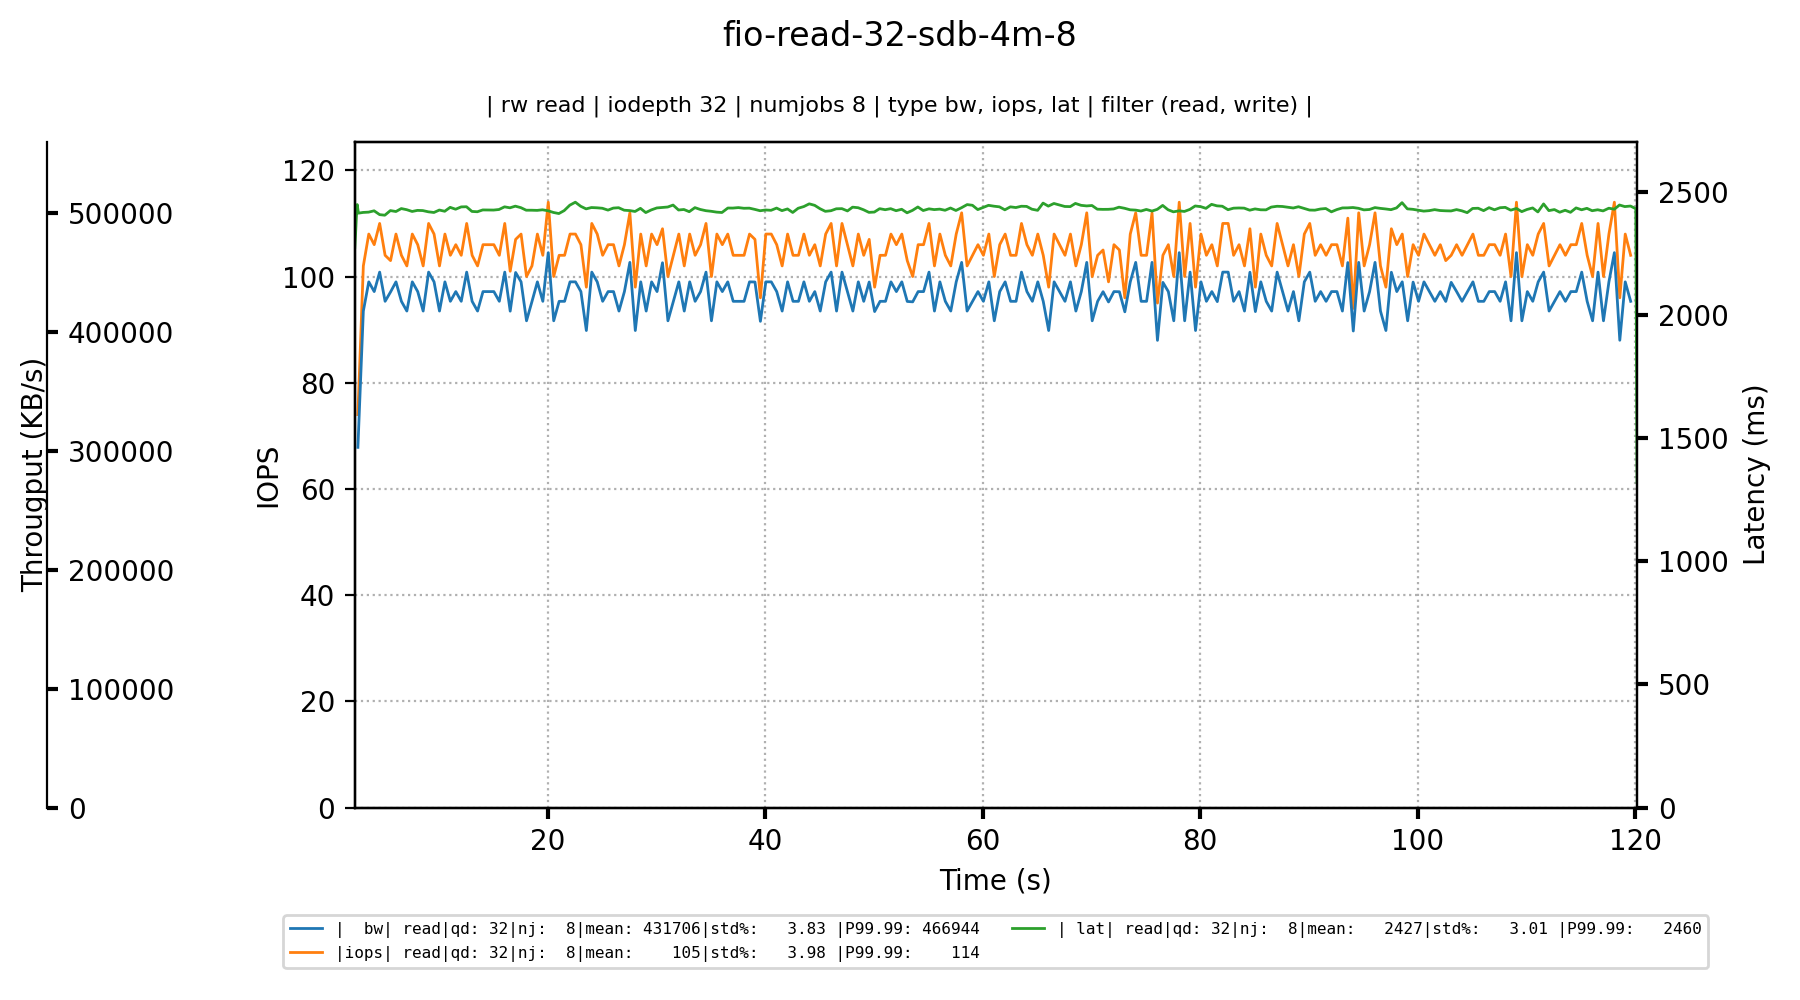 fio-read-32-sdb-4m-8
| rw read | iodepth 32 | numjobs 8 | type bw, iops, lat | filter (read, write) |
Througput (KB/s)
500000
400000
300000
200000
100000
0
IOPS
120
100
80
60
40
20
0
2500
2000
1500
1000
500
0
Latency (ms)
20 40 60 80 100 120
Time (s)
|  bw| read|qd: 32|nj:  8|mean: 431706|std%:   3.83 |P99.99: 466944
|iops| read|qd: 32|nj:  8|mean:    105|std%:   3.98 |P99.99:    114
| lat| read|qd: 32|nj:  8|mean:   2427|std%:   3.01 |P99.99:   2460